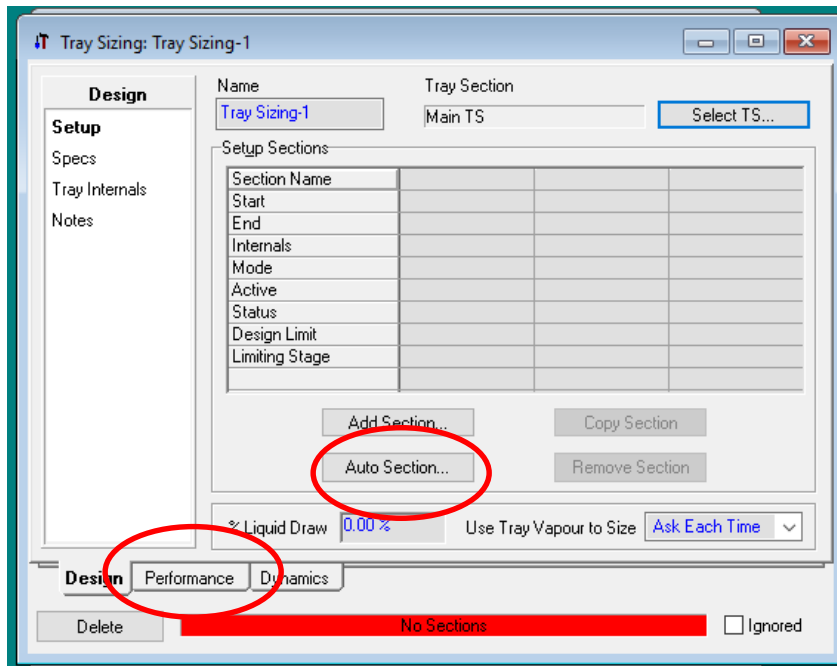 Tray Sizing: Tray Sizing-1
Design
Setup
Specs
Tray Internals
Notes
Name
Tray Sizing-1
Tray Section
Main TS
Select TS...
Setup Sections
Section Name
Start
End
Internals
Mode
Active
Status
Design Limit
Limiting Stage
Add Section...
Copy Section
Auto Section...
Remove Section
% Liquid Draw
0.00 %
Use Tray Vapour to Size
Ask Each Time
Design
Performance
Dynamics
Delete
No Sections
Ignored